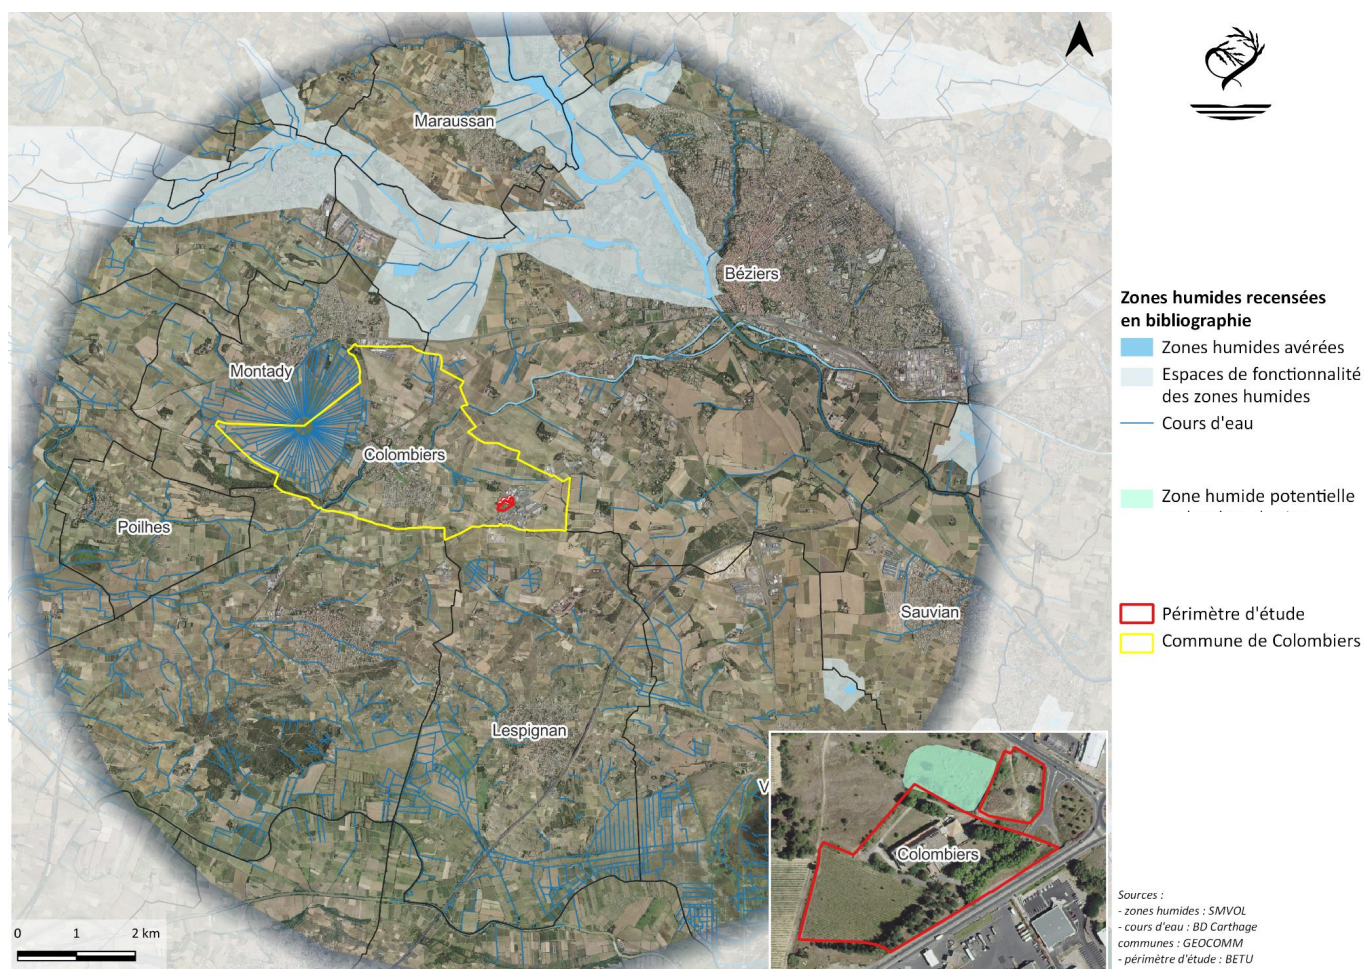 Maraussan
Béziers
Montady
Colombiers
Poilhes
Sauvian
Lespignan
V
Colombiers
0 1 2 km
Zones humides recensées
en bibliographie
Zones humides avérées
Espaces de fonctionnalité
des zones humides
Cours d'eau
Zone humide potentielle
Périmètre d'étude
Commune de Colombiers
Sources :
- zones humides : SMVOL
- cours d'eau : BD Carthage
communes : GEOCOMM
- périmètre d'étude : BETU